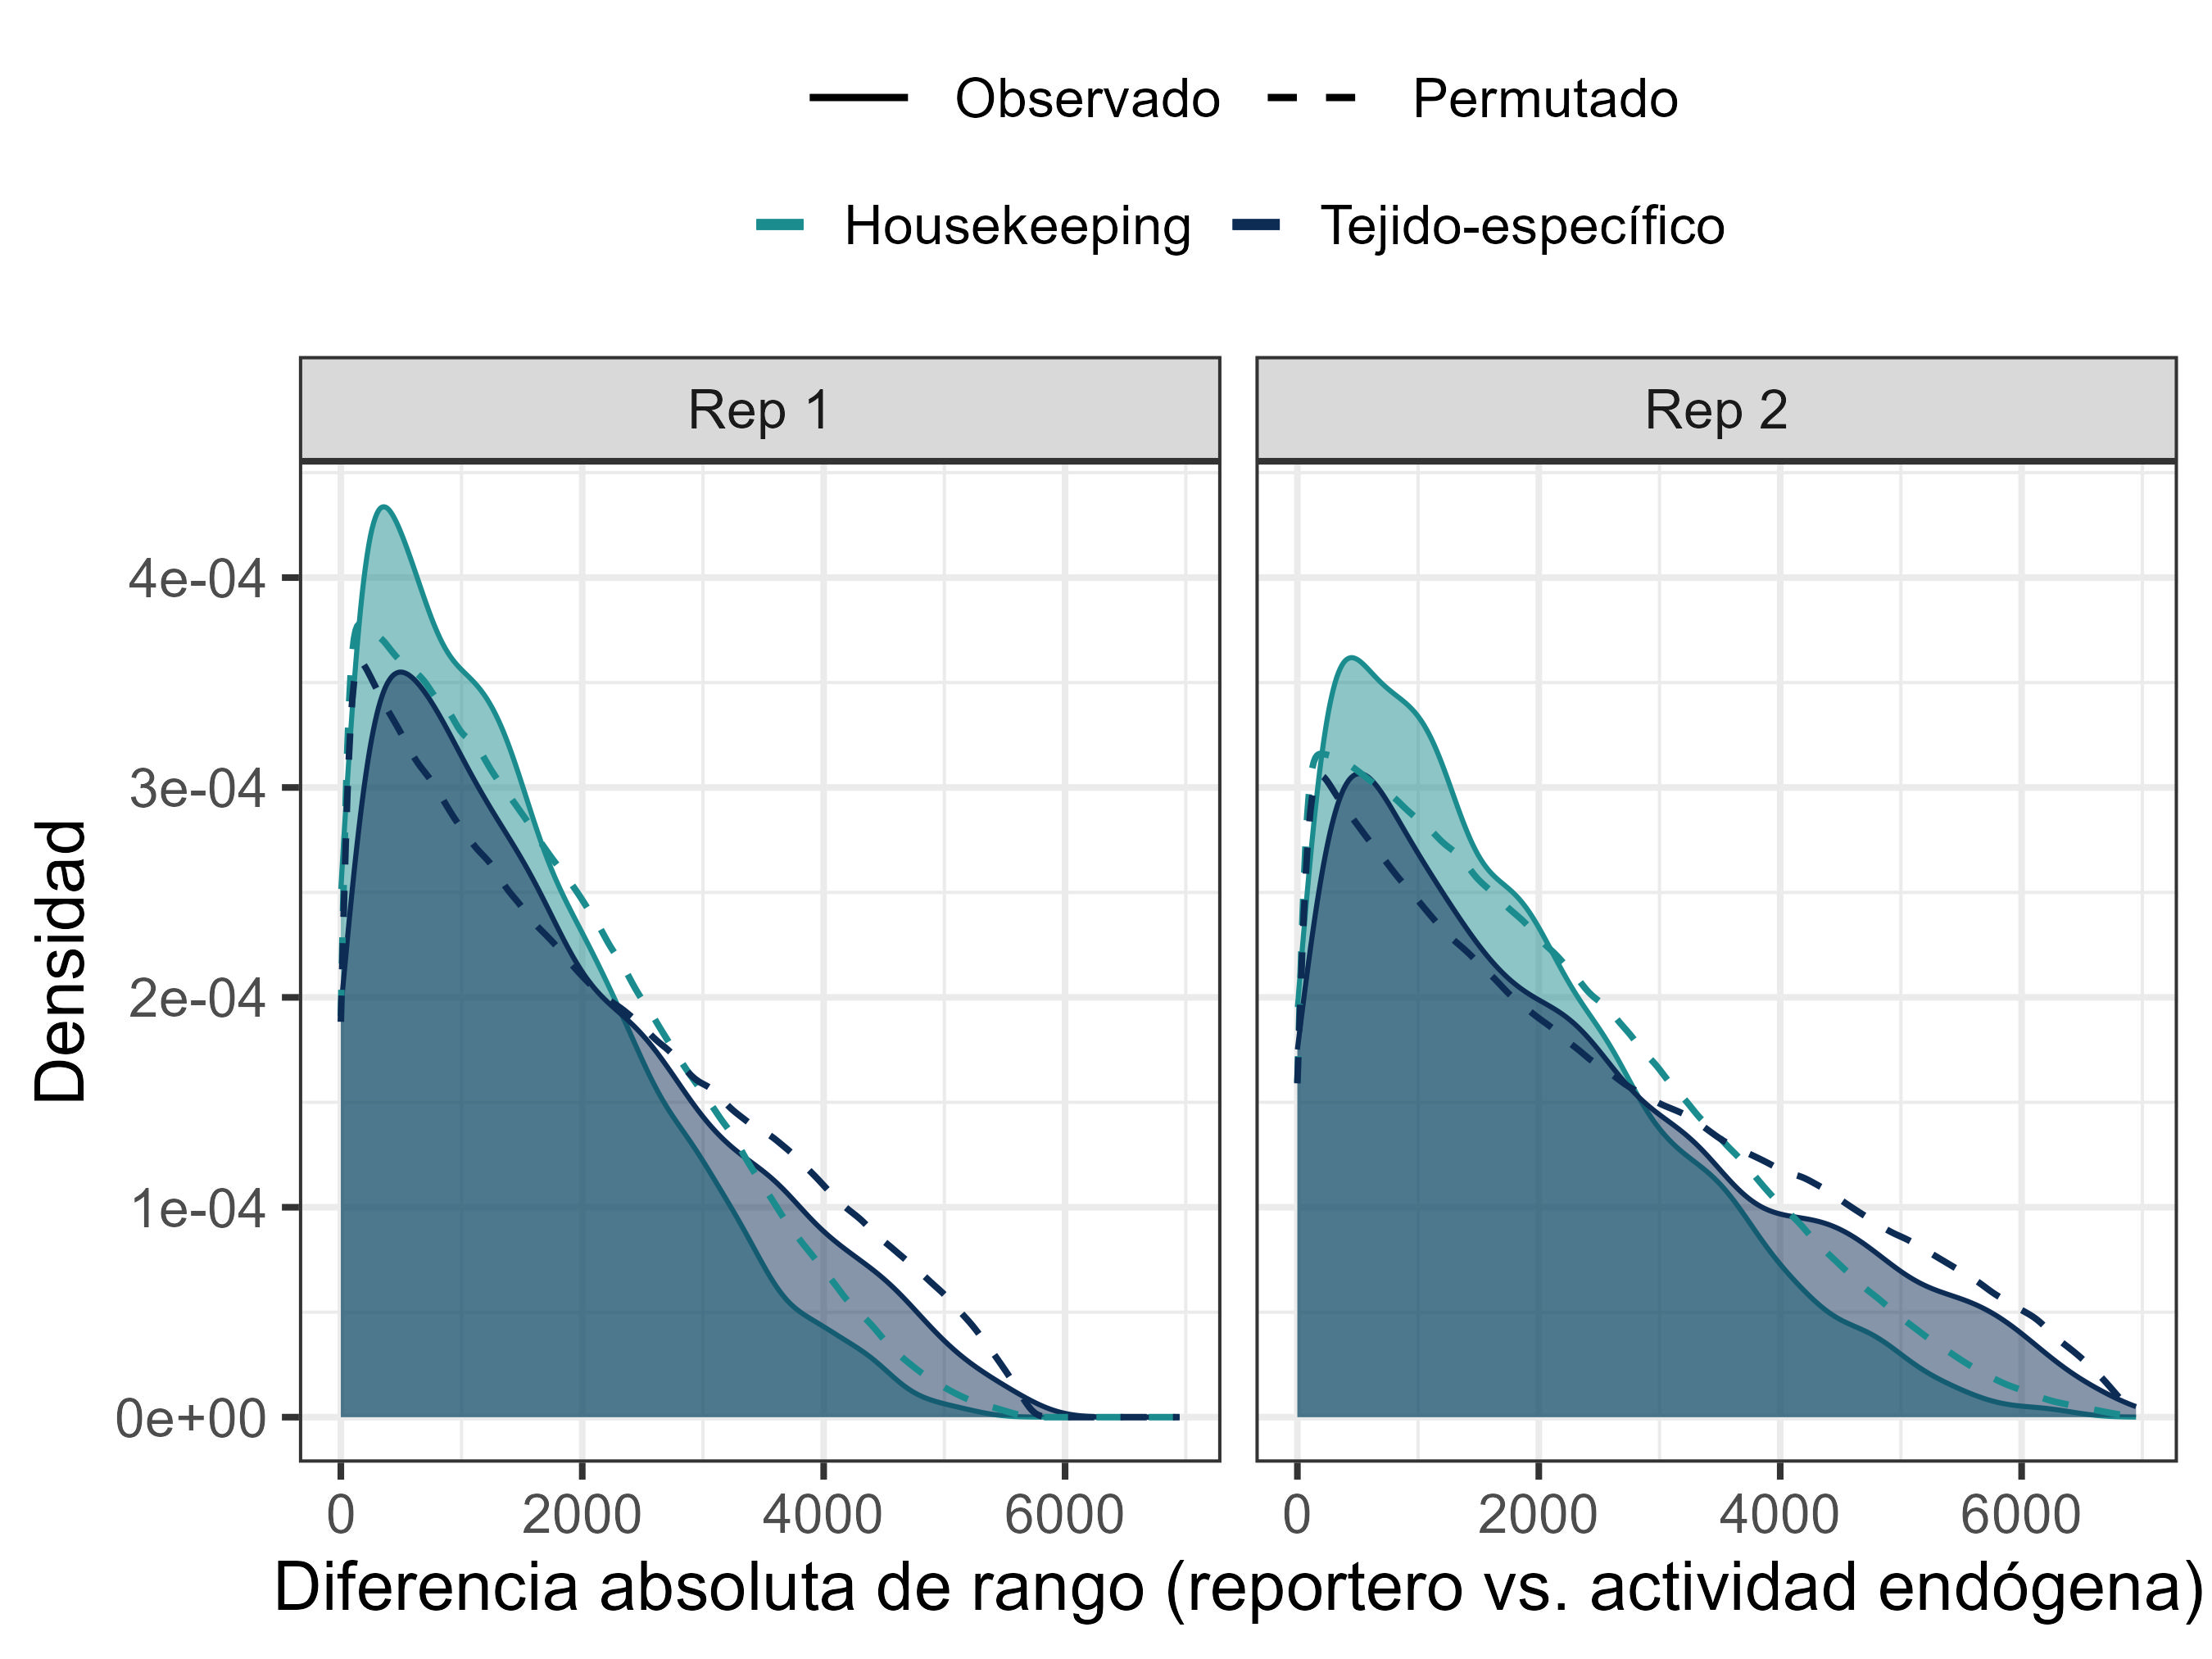 Observado Permutado
Housekeeping Tejido-específico
Rep 1 Rep 2
4e-04
3e-04
2e-04
1e-04
0e+00
Densidad
0 2000 4000 6000 0 2000 4000 6000
Diferencia absoluta de rango (reportero vs. actividad endógena)